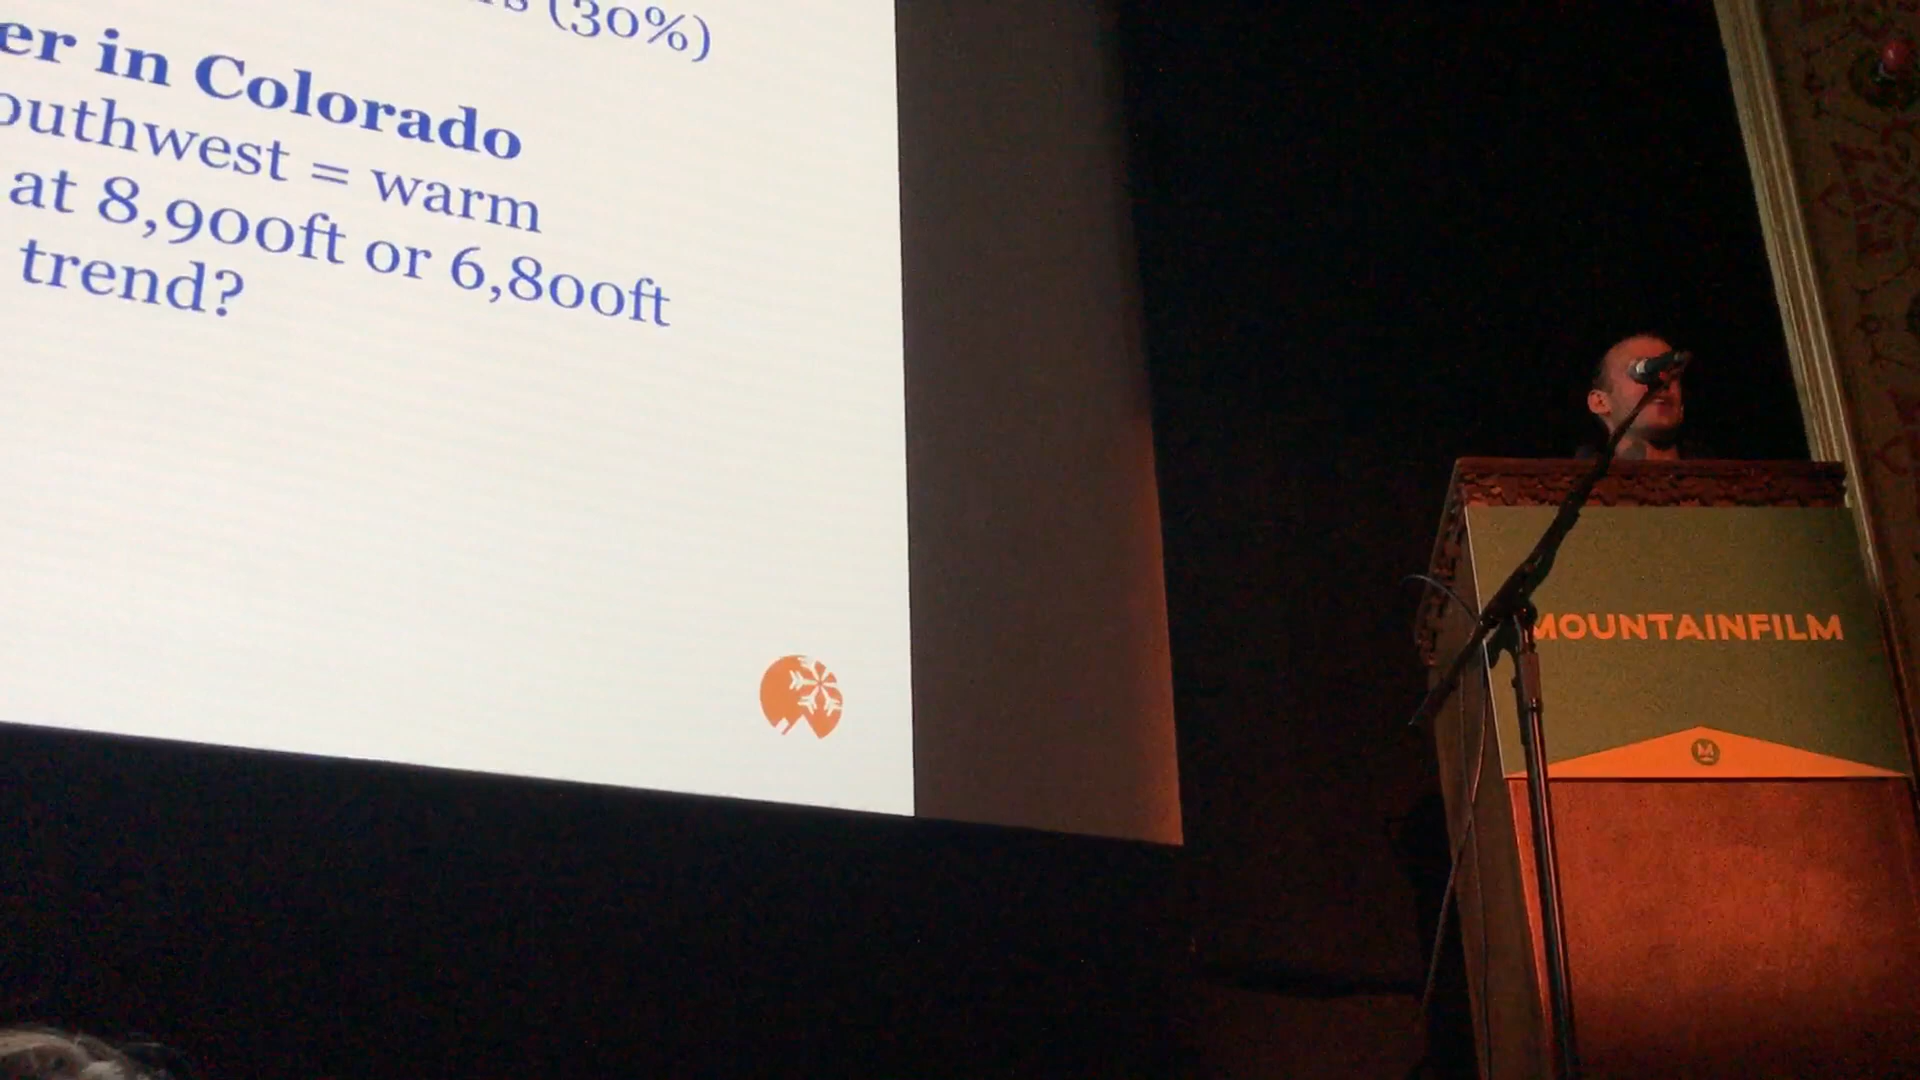 (30%)
er in Colorado
outhwest = warm
at 8,900ft or 6,800ft
trend?
MOUNTAINFILM
M